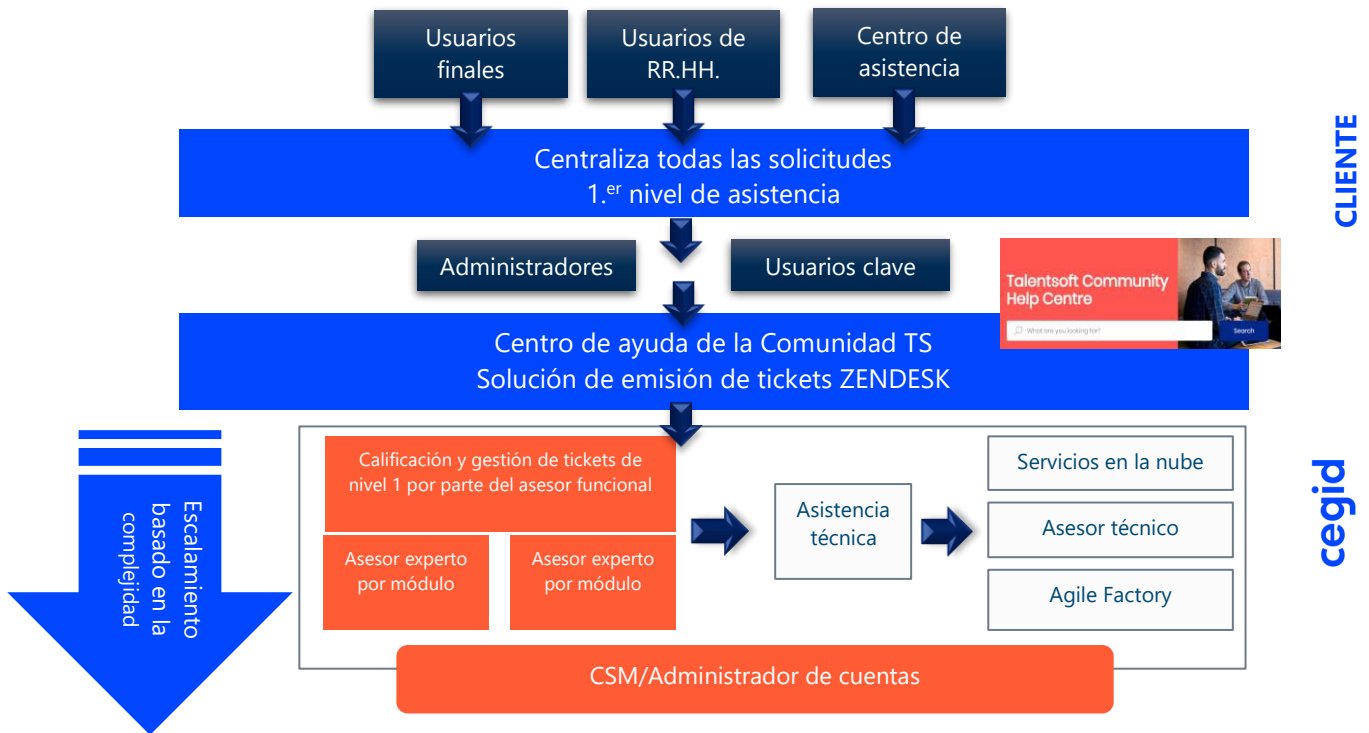 Usuarios
finales
Usuarios de
RR.HH.
Centro de
asistencia
CLIENTE
Centraliza todas las solicitudes
1.er nivel de asistencia
Administradores
Usuarios clave
Talentsoft Community
Help Centre
What are you looking for?
Search
Centro de ayuda de la Comunidad TS
Solución de emisión de tickets ZENDESK
Escalamiento
basado en la
complejidad
Calificación y gestión de tickets de
nivel 1 por parte del asesor funcional
Asesor experto
por módulo
Asesor experto
por módulo
Asistencia
técnica
Servicios en la nube
Asesor técnico
Agile Factory
cegid
CSM/Administrador de cuentas